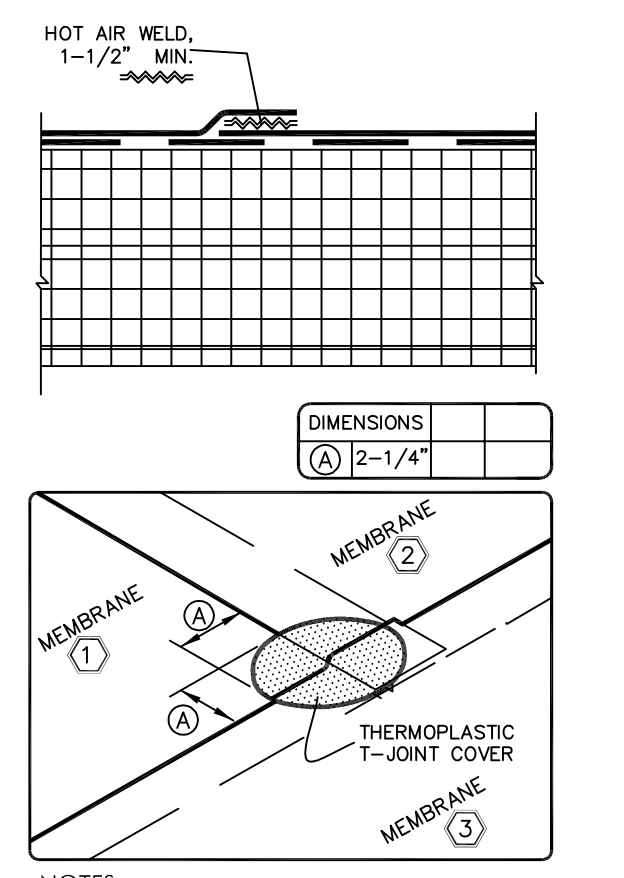 HOT AIR WELD,
1-1/2” MIN.
DIMENSIONS
A 2-1/4”
MEMBRANE
2
MEMBRANE
1
A
A
THERMOPLASTIC
T-JOINT COVER
MEMBRANE
3
NOTES